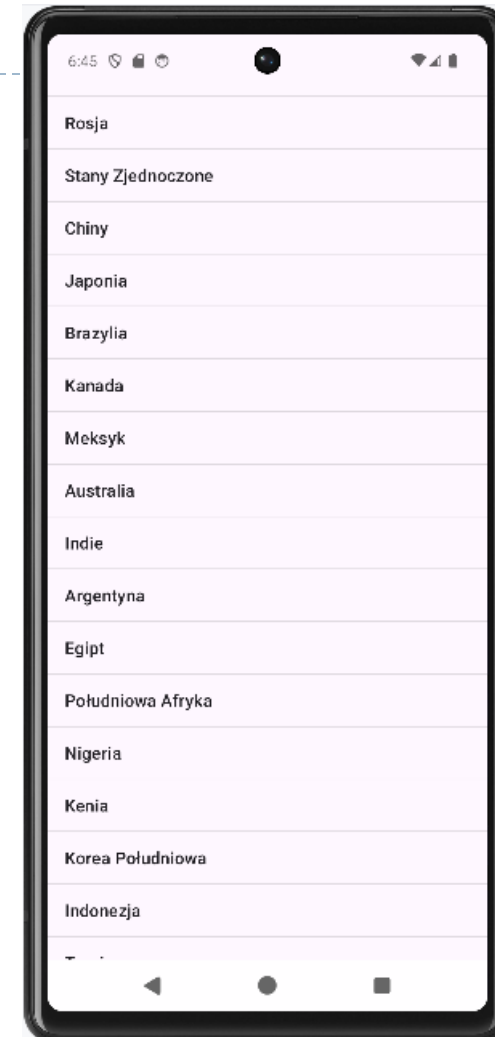 6:45
Rosja
Stany Zjednoczone
Chiny
Japonia
Brazylia
Kanada
Meksyk
Australia
Indie
Argentyna
Egipt
Południowa Afryka
Nigeria
Kenia
Korea Południowa
Indonezja